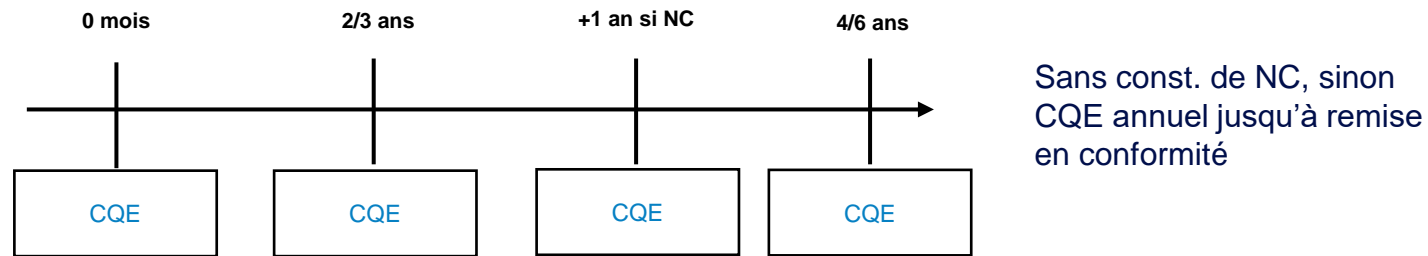 0 mois
2/3 ans
+1 an si NC
4/6 ans
Sans const. de NC, sinon
CQE annuel jusqu’à remise
en conformité
CQE
CQE
CQE
CQE